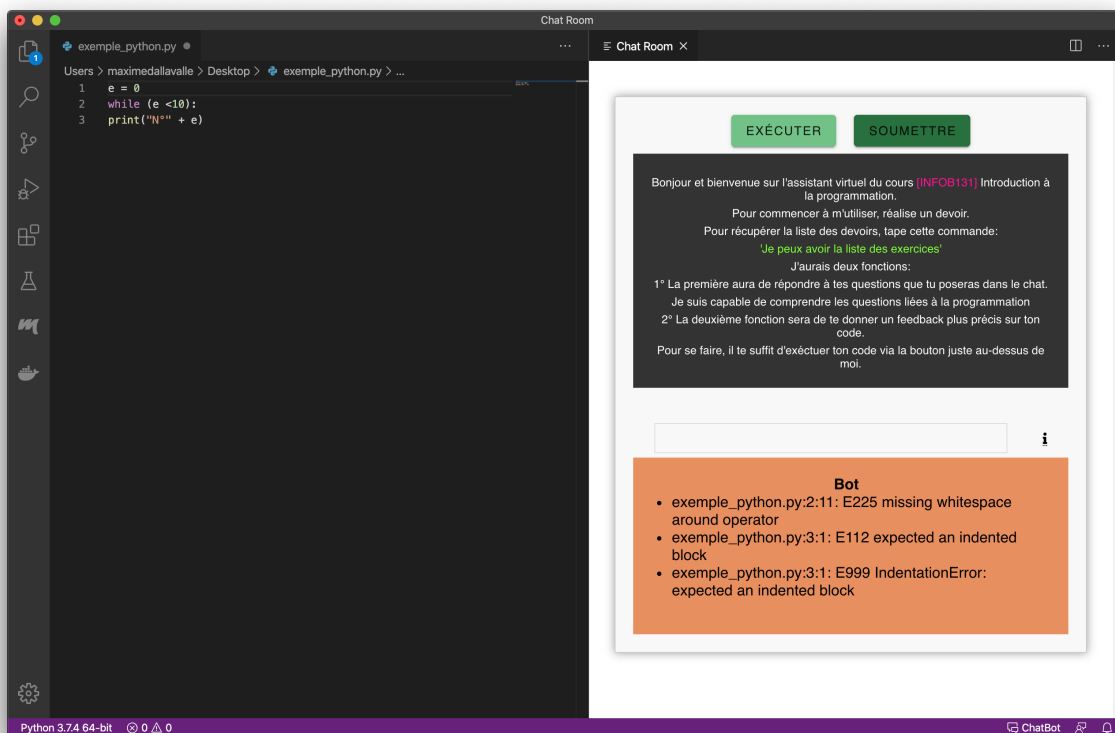 Chat Room
exemple_python.py
Chat Room
1
Users > maximedallavalle > Desktop > exemple_python.py > ...
1 e = 0
2 while (e <10):
3 print("N°" + e)
EXÉCUTER
SOUMETTRE
Bonjour et bienvenue sur l'assistant virtuel du cours [INFOB131] Introduction à
la programmation.
Pour commencer à m'utiliser, réalise un devoir.
Pour récupérer la liste des devoirs, tape cette commande:
'Je peux avoir la liste des exercices'
J'aurais deux fonctions:
1° La première aura de répondre à tes questions que tu poseras dans le chat.
Je suis capable de comprendre les questions liées à la programmation
2° La deuxième fonction sera de te donner un feedback plus précis sur ton
code.
Pour se faire, il te suffit d'exéctuer ton code via la bouton juste au-dessus de
moi.
i
Bot
• exemple_python.py:2:11: E225 missing whitespace
around operator
• exemple_python.py:3:1: E112 expected an indented
block
• exemple_python.py:3:1: E999 IndentationError:
expected an indented block
Python 3.7.4 64-bit 0 0
ChatBot